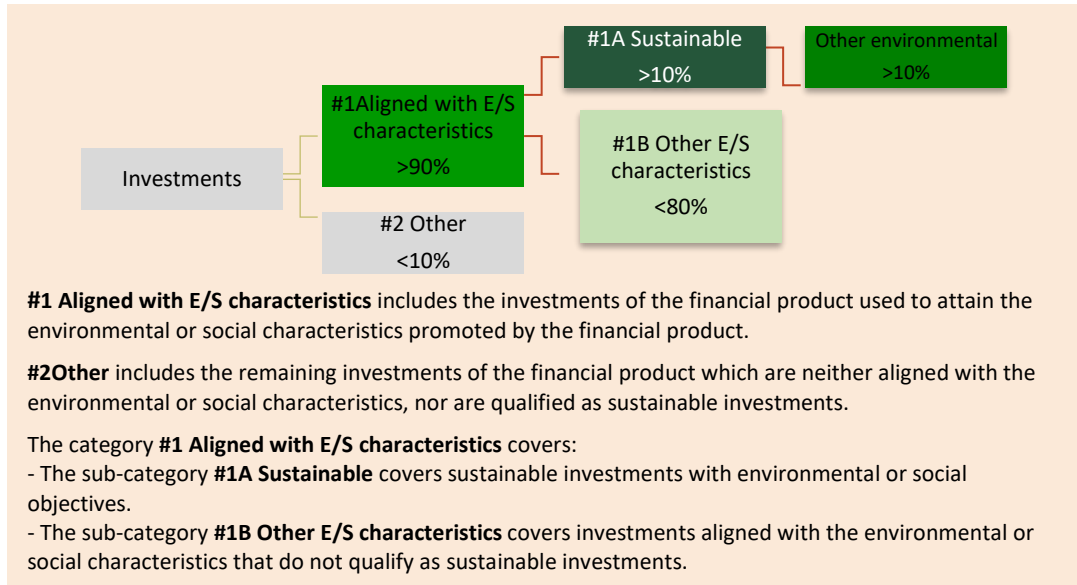 #1A Sustainable
>10%
Other environmental
>10%
#1Aligned with E/S
characteristics
>90%
#1B Other E/S
characteristics
<80%
Investments
#2 Other
<10%
#1 Aligned with E/S characteristics includes the investments of the financial product used to attain the
environmental or social characteristics promoted by the financial product.
#2Other includes the remaining investments of the financial product which are neither aligned with the
environmental or social characteristics, nor are qualified as sustainable investments.
The category #1 Aligned with E/S characteristics covers:
- The sub-category #1A Sustainable covers sustainable investments with environmental or social
objectives.
- The sub-category #1B Other E/S characteristics covers investments aligned with the environmental or
social characteristics that do not qualify as sustainable investments.